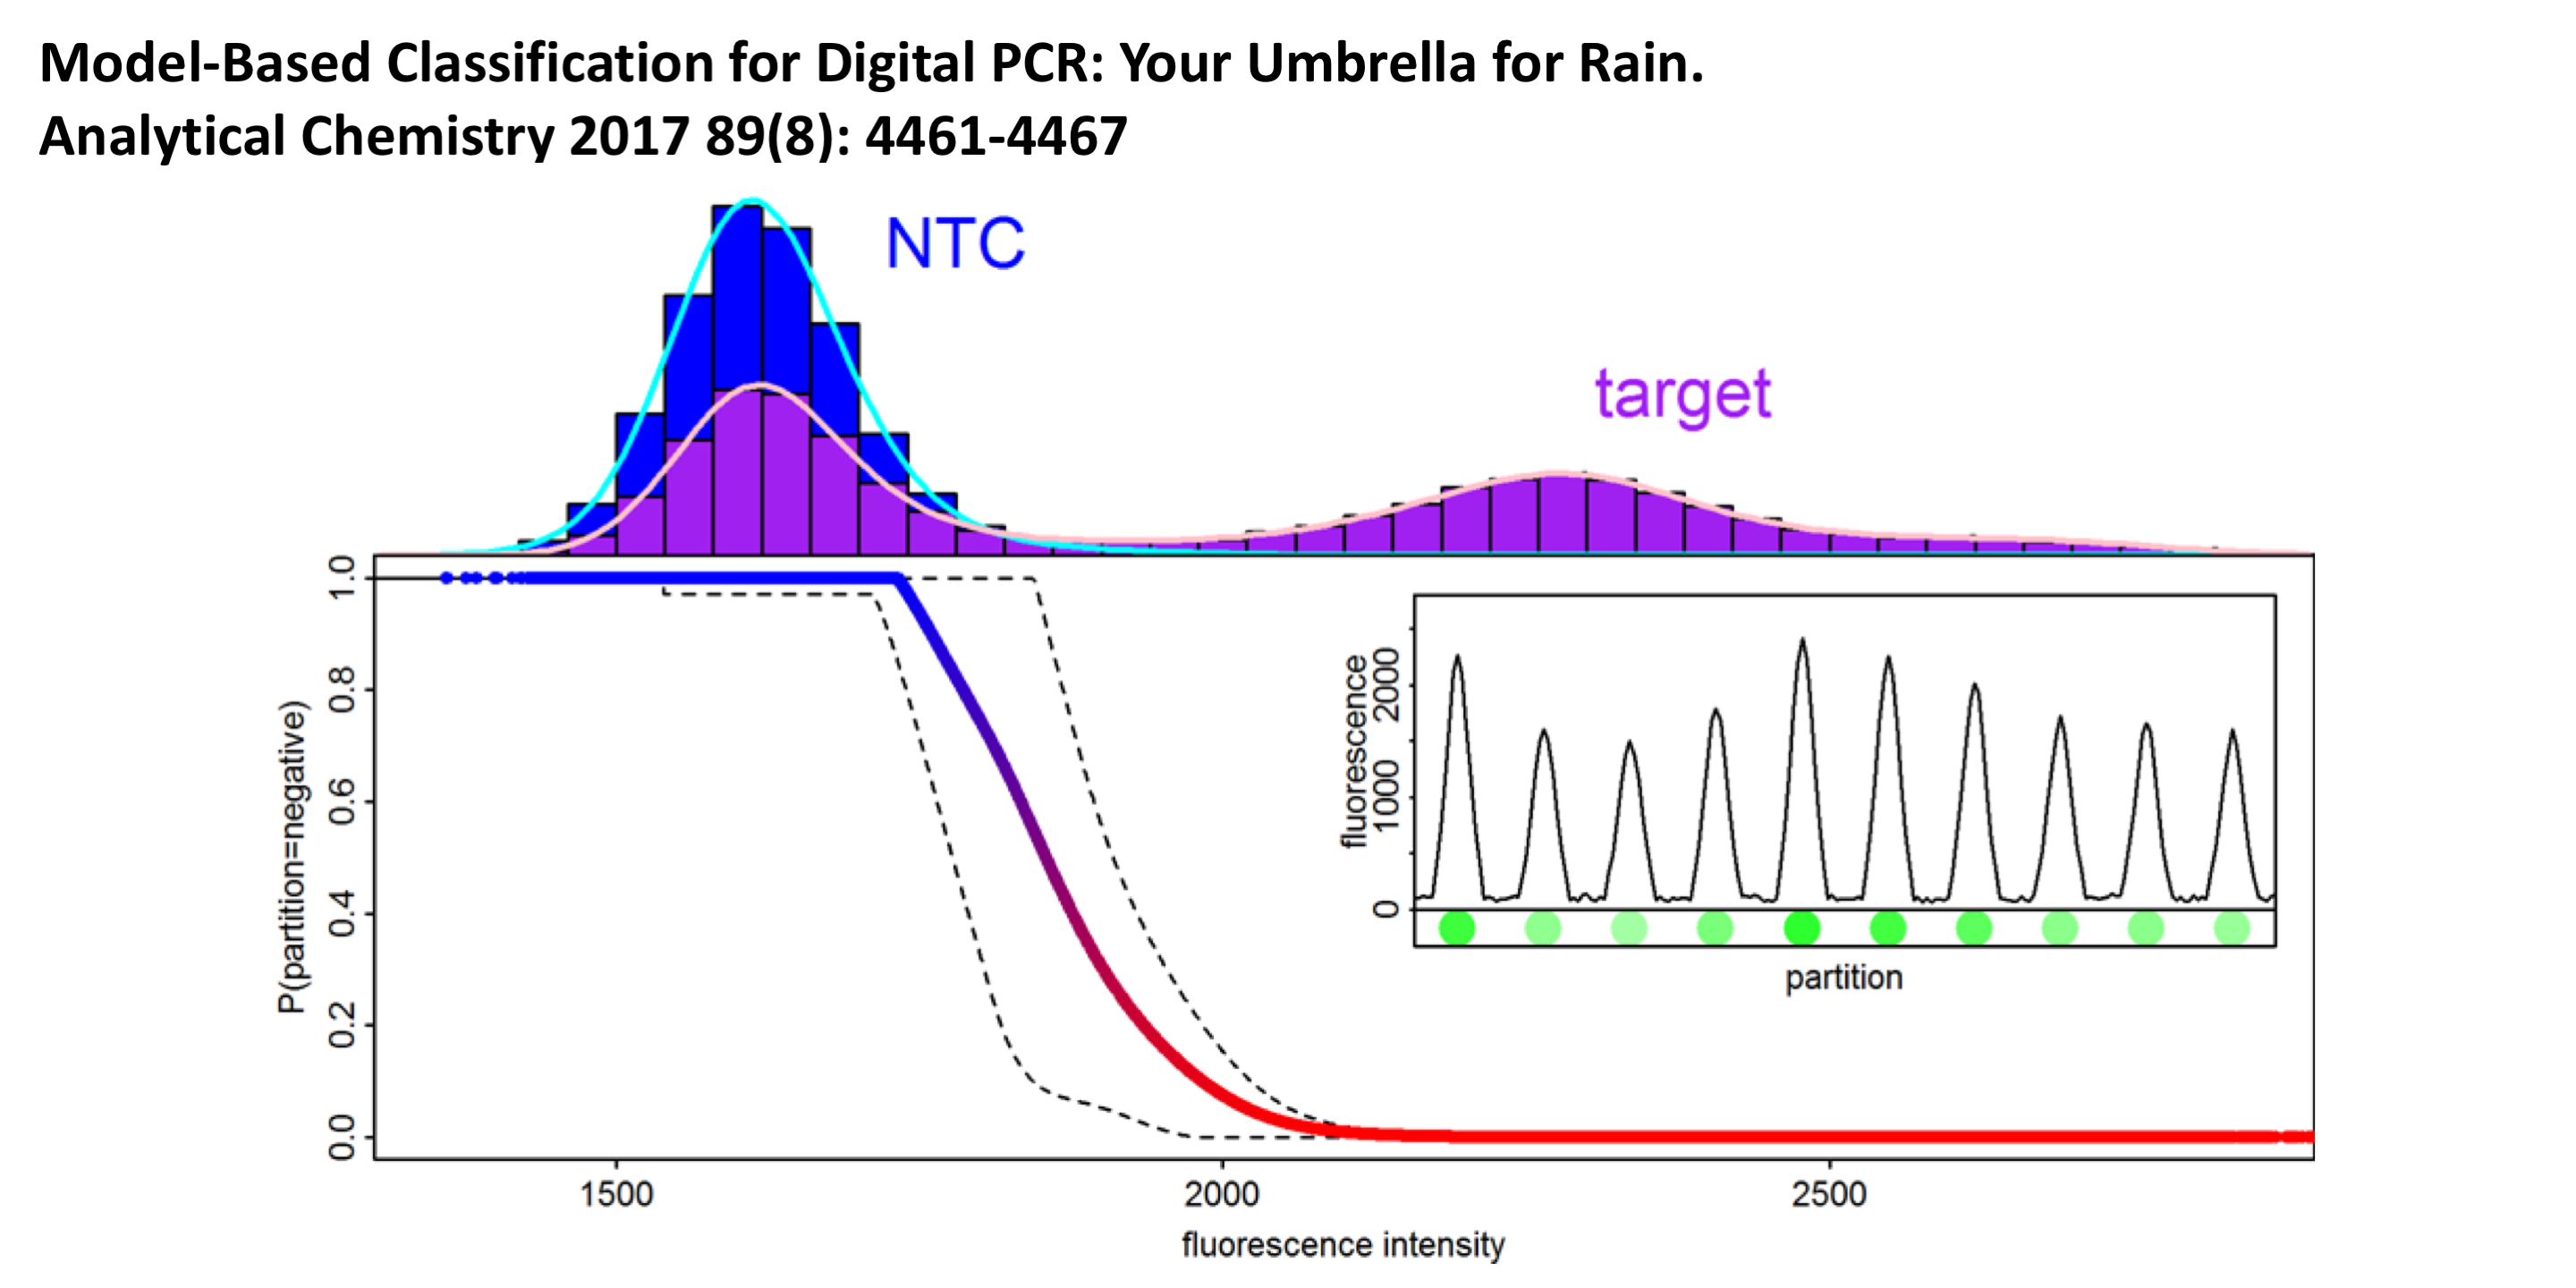 Model-Based Classification for Digital PCR: Your Umbrella for Rain.
Analytical Chemistry 2017 89(8): 4461-4467
NTC
target
P(partition=negative)
1.0
0.8
0.6
0.4
0.2
0.0
1500
2000
2500
fluorescence intensity
fluorescence
2000
1000
0
partition